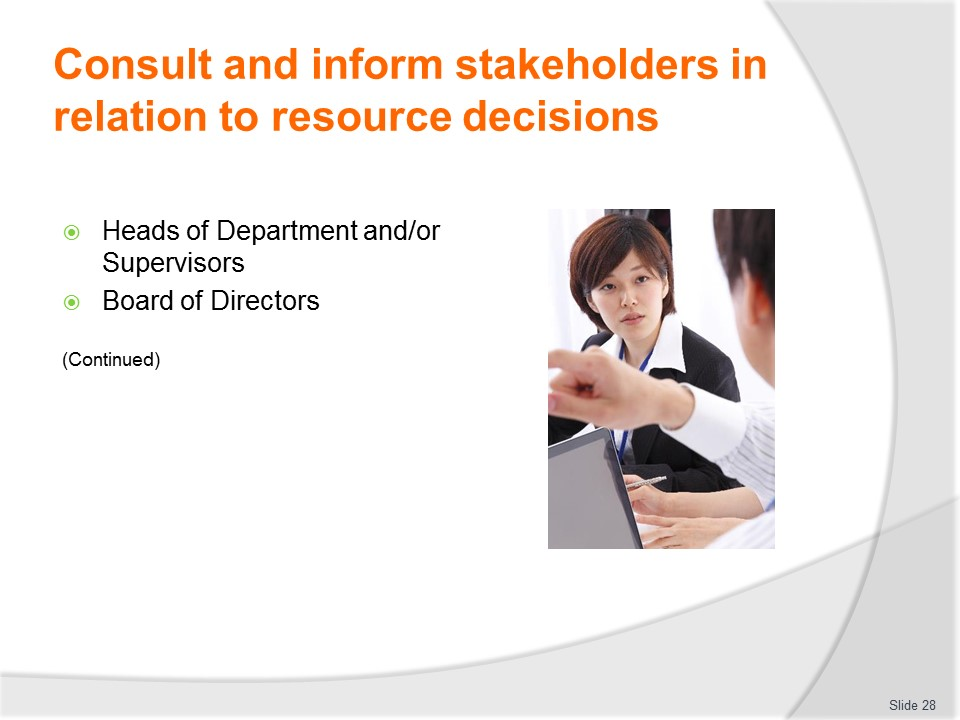 Consult and inform stakeholders in
relation to resource decisions
Heads of Department and/or
Supervisors
Board of Directors
(Continued)
Slide 28